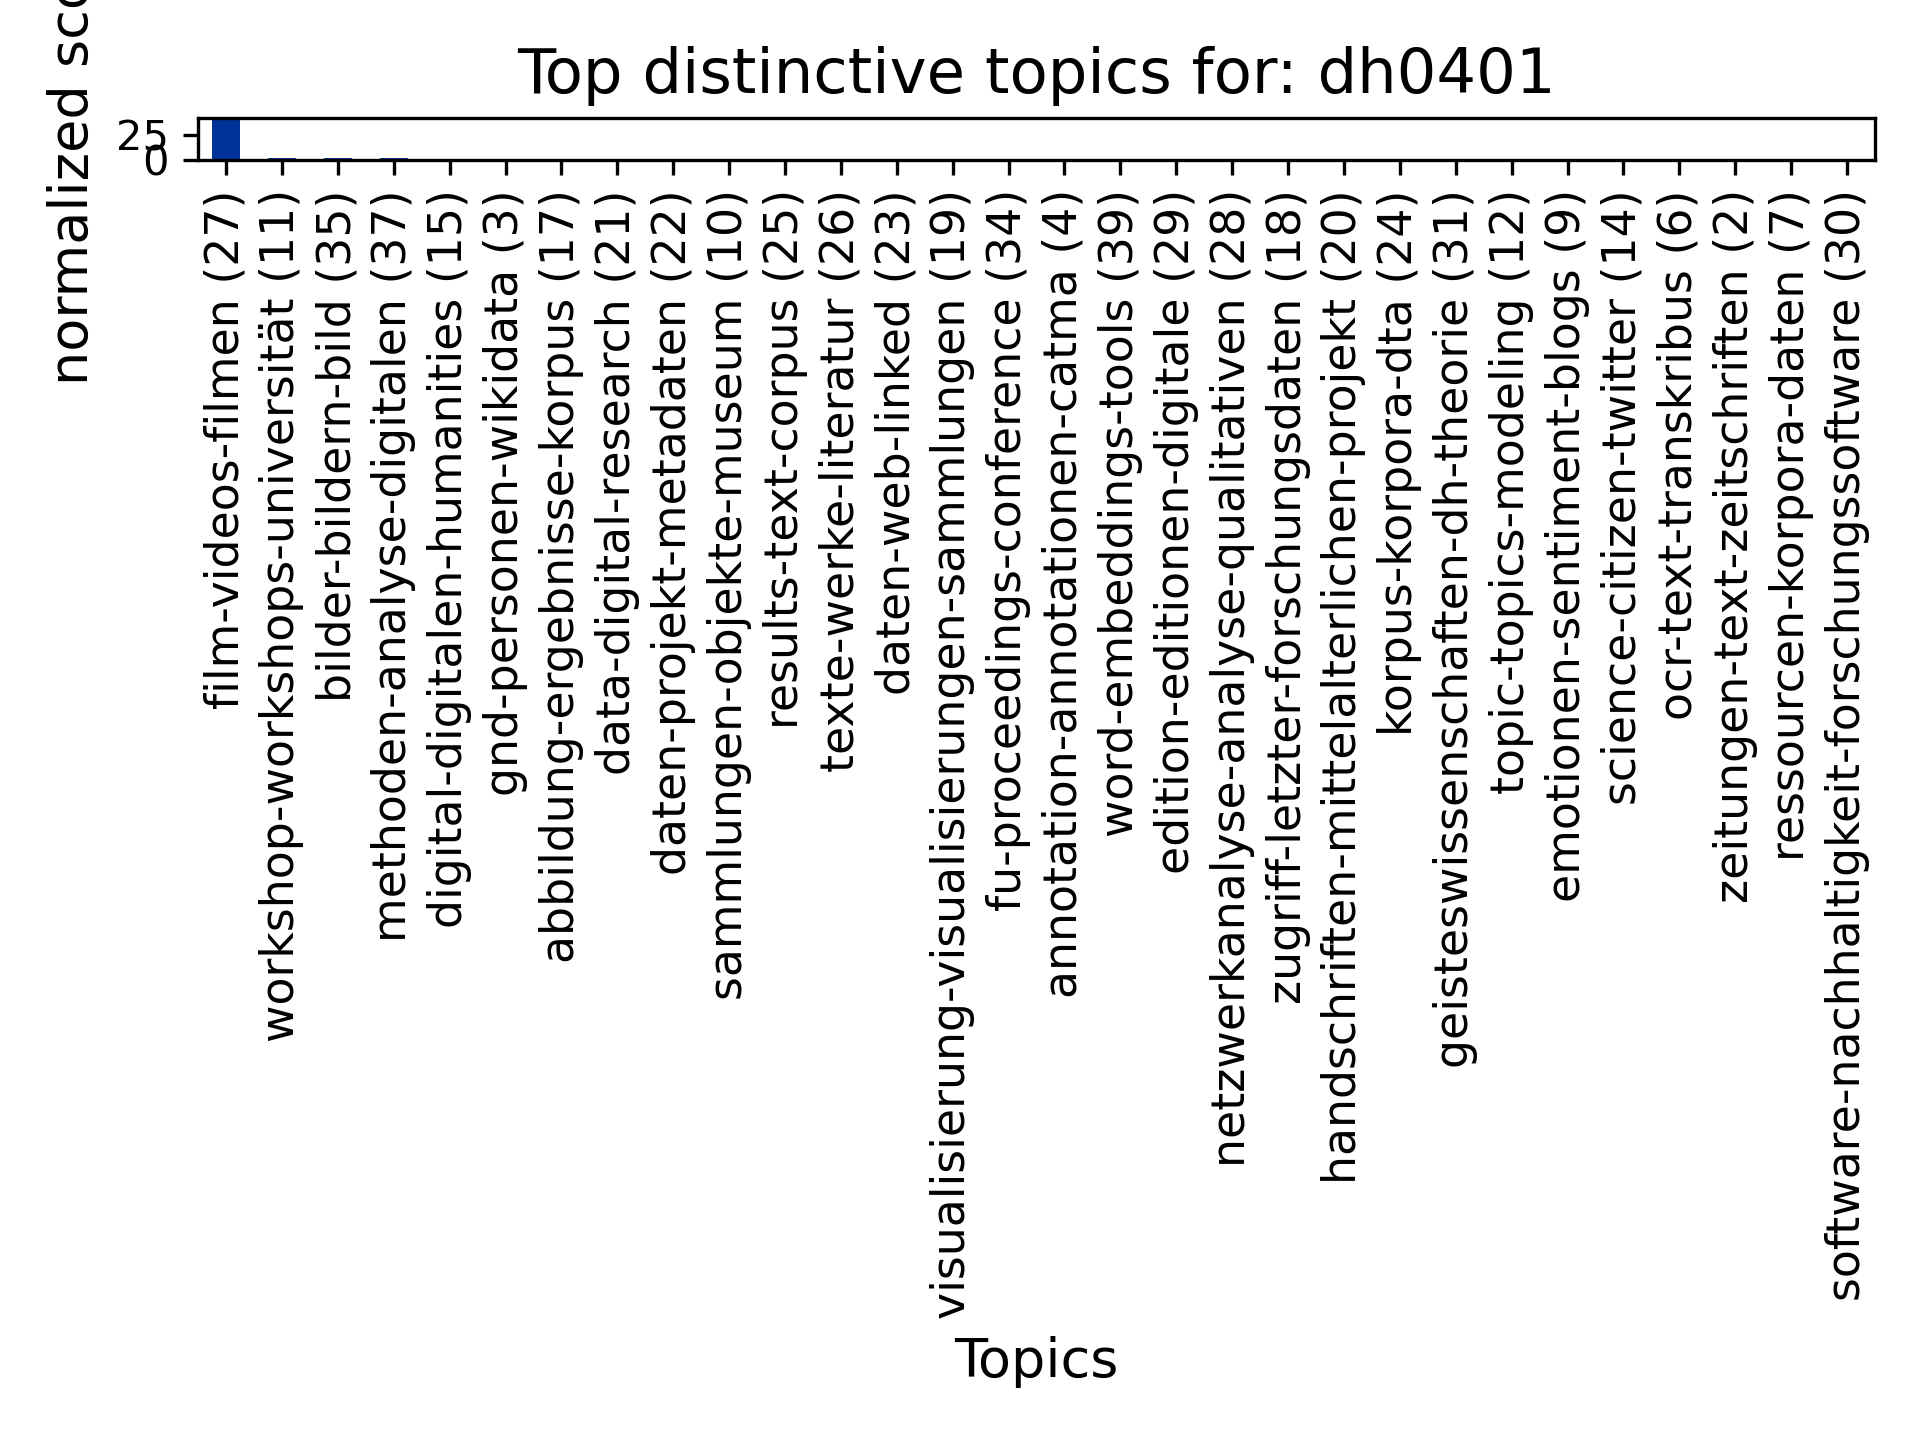 Top distinctive topics for: dh0401
normalized
25
0
film-videos-filmen (27)
workshop-workshops-universität (11)
bilder-bildern-bild (35)
methoden-analyse-digitalen (37)
digital-digitalen-humanities (15)
gnd-personen-wikidata (3)
abbildung-ergebnisse-korpus (17)
data-digital-research (21)
daten-projekt-metadaten (22)
sammlungen-objekte-museum (10)
results-text-corpus (25)
texte-werke-literatur (26)
daten-web-linked (23)
visualisierung-visualisierungen-sammlungen (19)
fu-proceedings-conference (34)
annotation-annotationen-catma (4)
word-embeddings-tools (39)
edition-editionen-digitale (29)
netzwerkanalyse-analyse-qualitativen (28)
zugriff-letzter-forschungsdaten (18)
handschriften-mittelalterlichen-projekt (20)
korpus-korpora-dta (24)
geisteswissenschaften-dh-theorie (31)
topic-topics-modeling (12)
emotionen-sentiment-blogs (9)
science-citizen-twitter (14)
ocr-text-transkribus (6)
zeitungen-text-zeitschriften (2)
ressourcen-korpora-daten (7)
software-nachhaltigkeit-forschungssoftware (30)
Topics